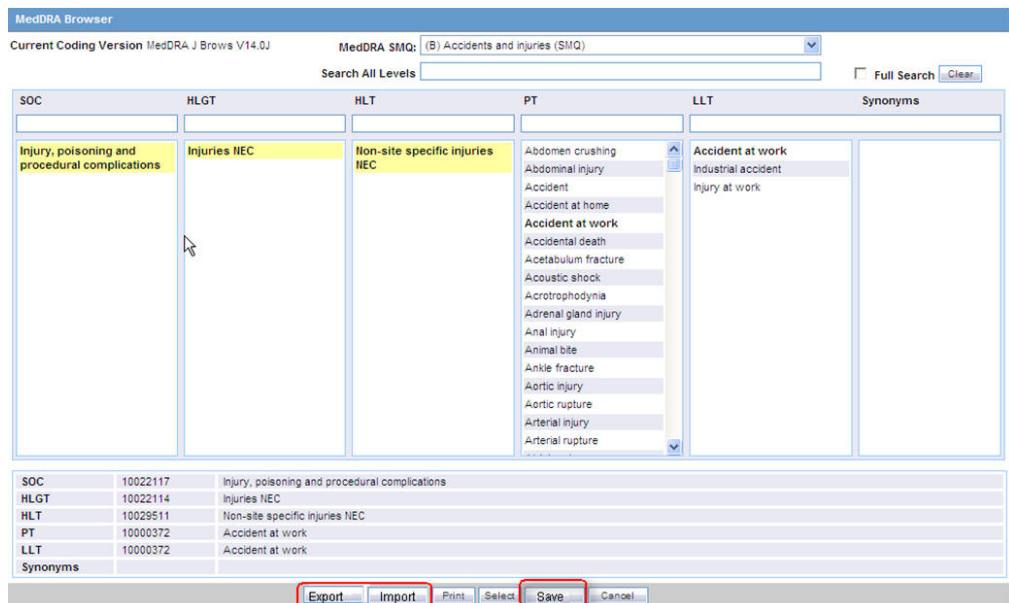 MedDRA Browser
Current Coding Version MedDRA J Brows V14.0J
MedDRA SMQ: (B) Accidents and injuries (SMQ)
Search All Levels
Full Search Clear
SOC HLGT HLT PT LLT Synonyms
Injury, poisoning and
procedural complications
Injuries NEC
Non-site specific injuries
NEC
Abdomen crushing
Abdominal injury
Accident
Accident at home
Accident at work
Accidental death
Acetabulum fracture
Acoustic shock
Acrotrophodynia
Adrenal gland injury
Anal injury
Animal bite
Ankle fracture
Aortic injury
Aortic rupture
Arterial injury
Arterial rupture
Accident at work
Industrial accident
Injury at work
SOC 10022117 Injury, poisoning and procedural complications
HLGT 10022114 Injuries NEC
HLT 10029511 Non-site specific injuries NEC
PT 10000372 Accident at work
LLT 10000372 Accident at work
Synonyms
Export Import Print Select Save Cancel